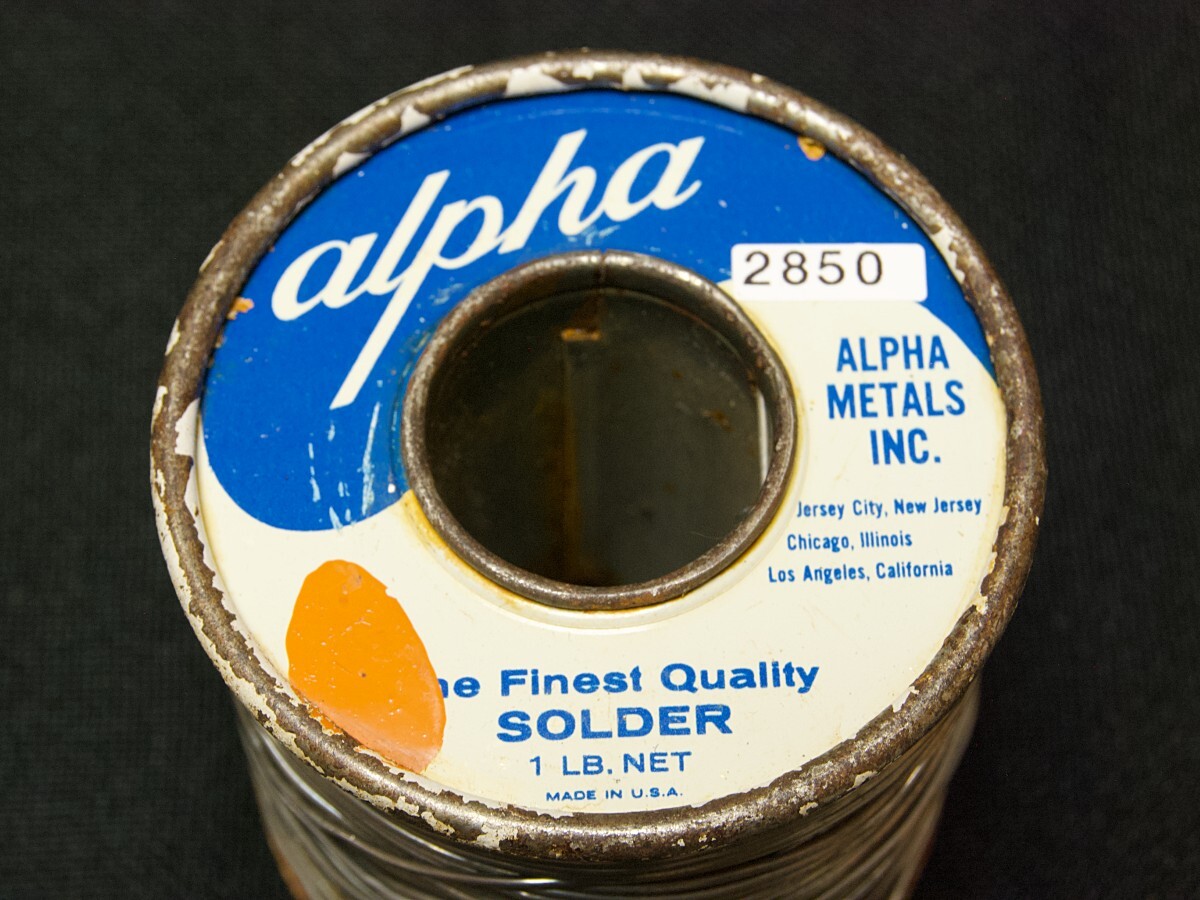 alpha
2850
ALPHA
METALS
INC.
Jersey City, New Jersey
Chicago, Illinois
Los Angeles, California
Finest Quality
SOLDER
1 LB. NET
MADE IN U.S.A.